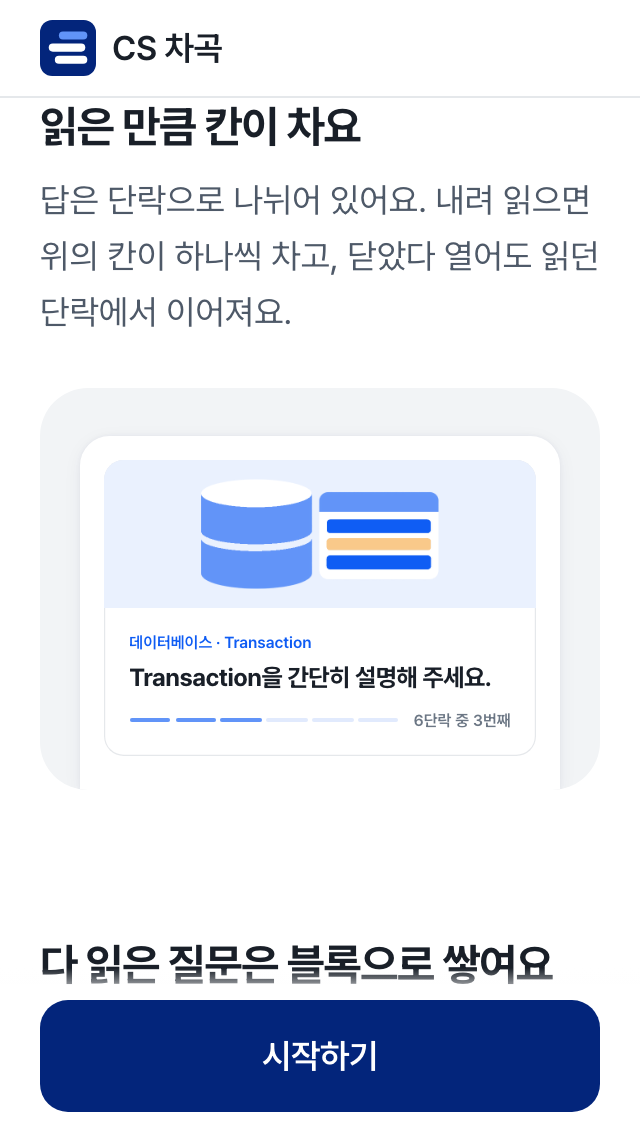 CS 차곡
읽은 만큼 칸이 차요
답은 단락으로 나뉘어 있어요. 내려 읽으면
위의 칸이 하나씩 차고, 닫았다 열어도 읽던
단락에서 이어져요.
데이터베이스 · Transaction
Transaction을 간단히 설명해 주세요.
6단락 중 3번째
다 읽은 질문은 블록으로 쌓여요
시작하기